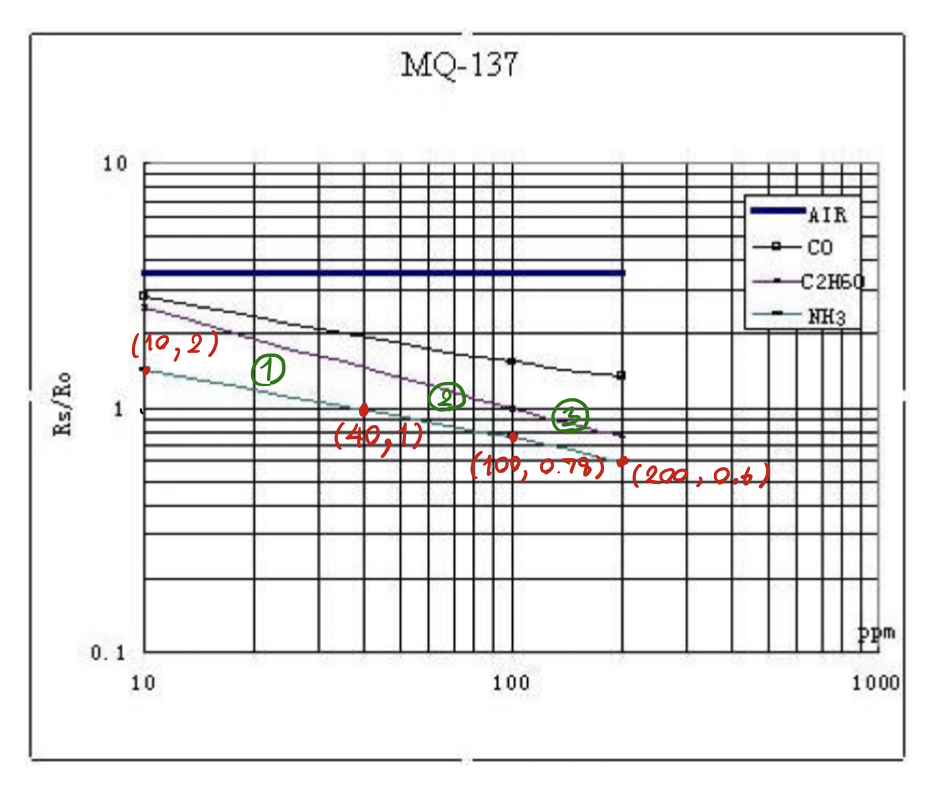 MQ-137
10
AIR
CO
C2H6O
NH3
(10, 2)
1
2
3
1
Rs/Ro
(40, 1)
(100, 0.78)
(200, 0.6)
ppm
0.1
10
100
1000